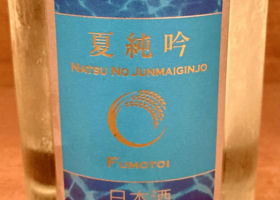 夏純吟
NATSU NO JUNMAIGINJO
FUMOTOI
日本酒